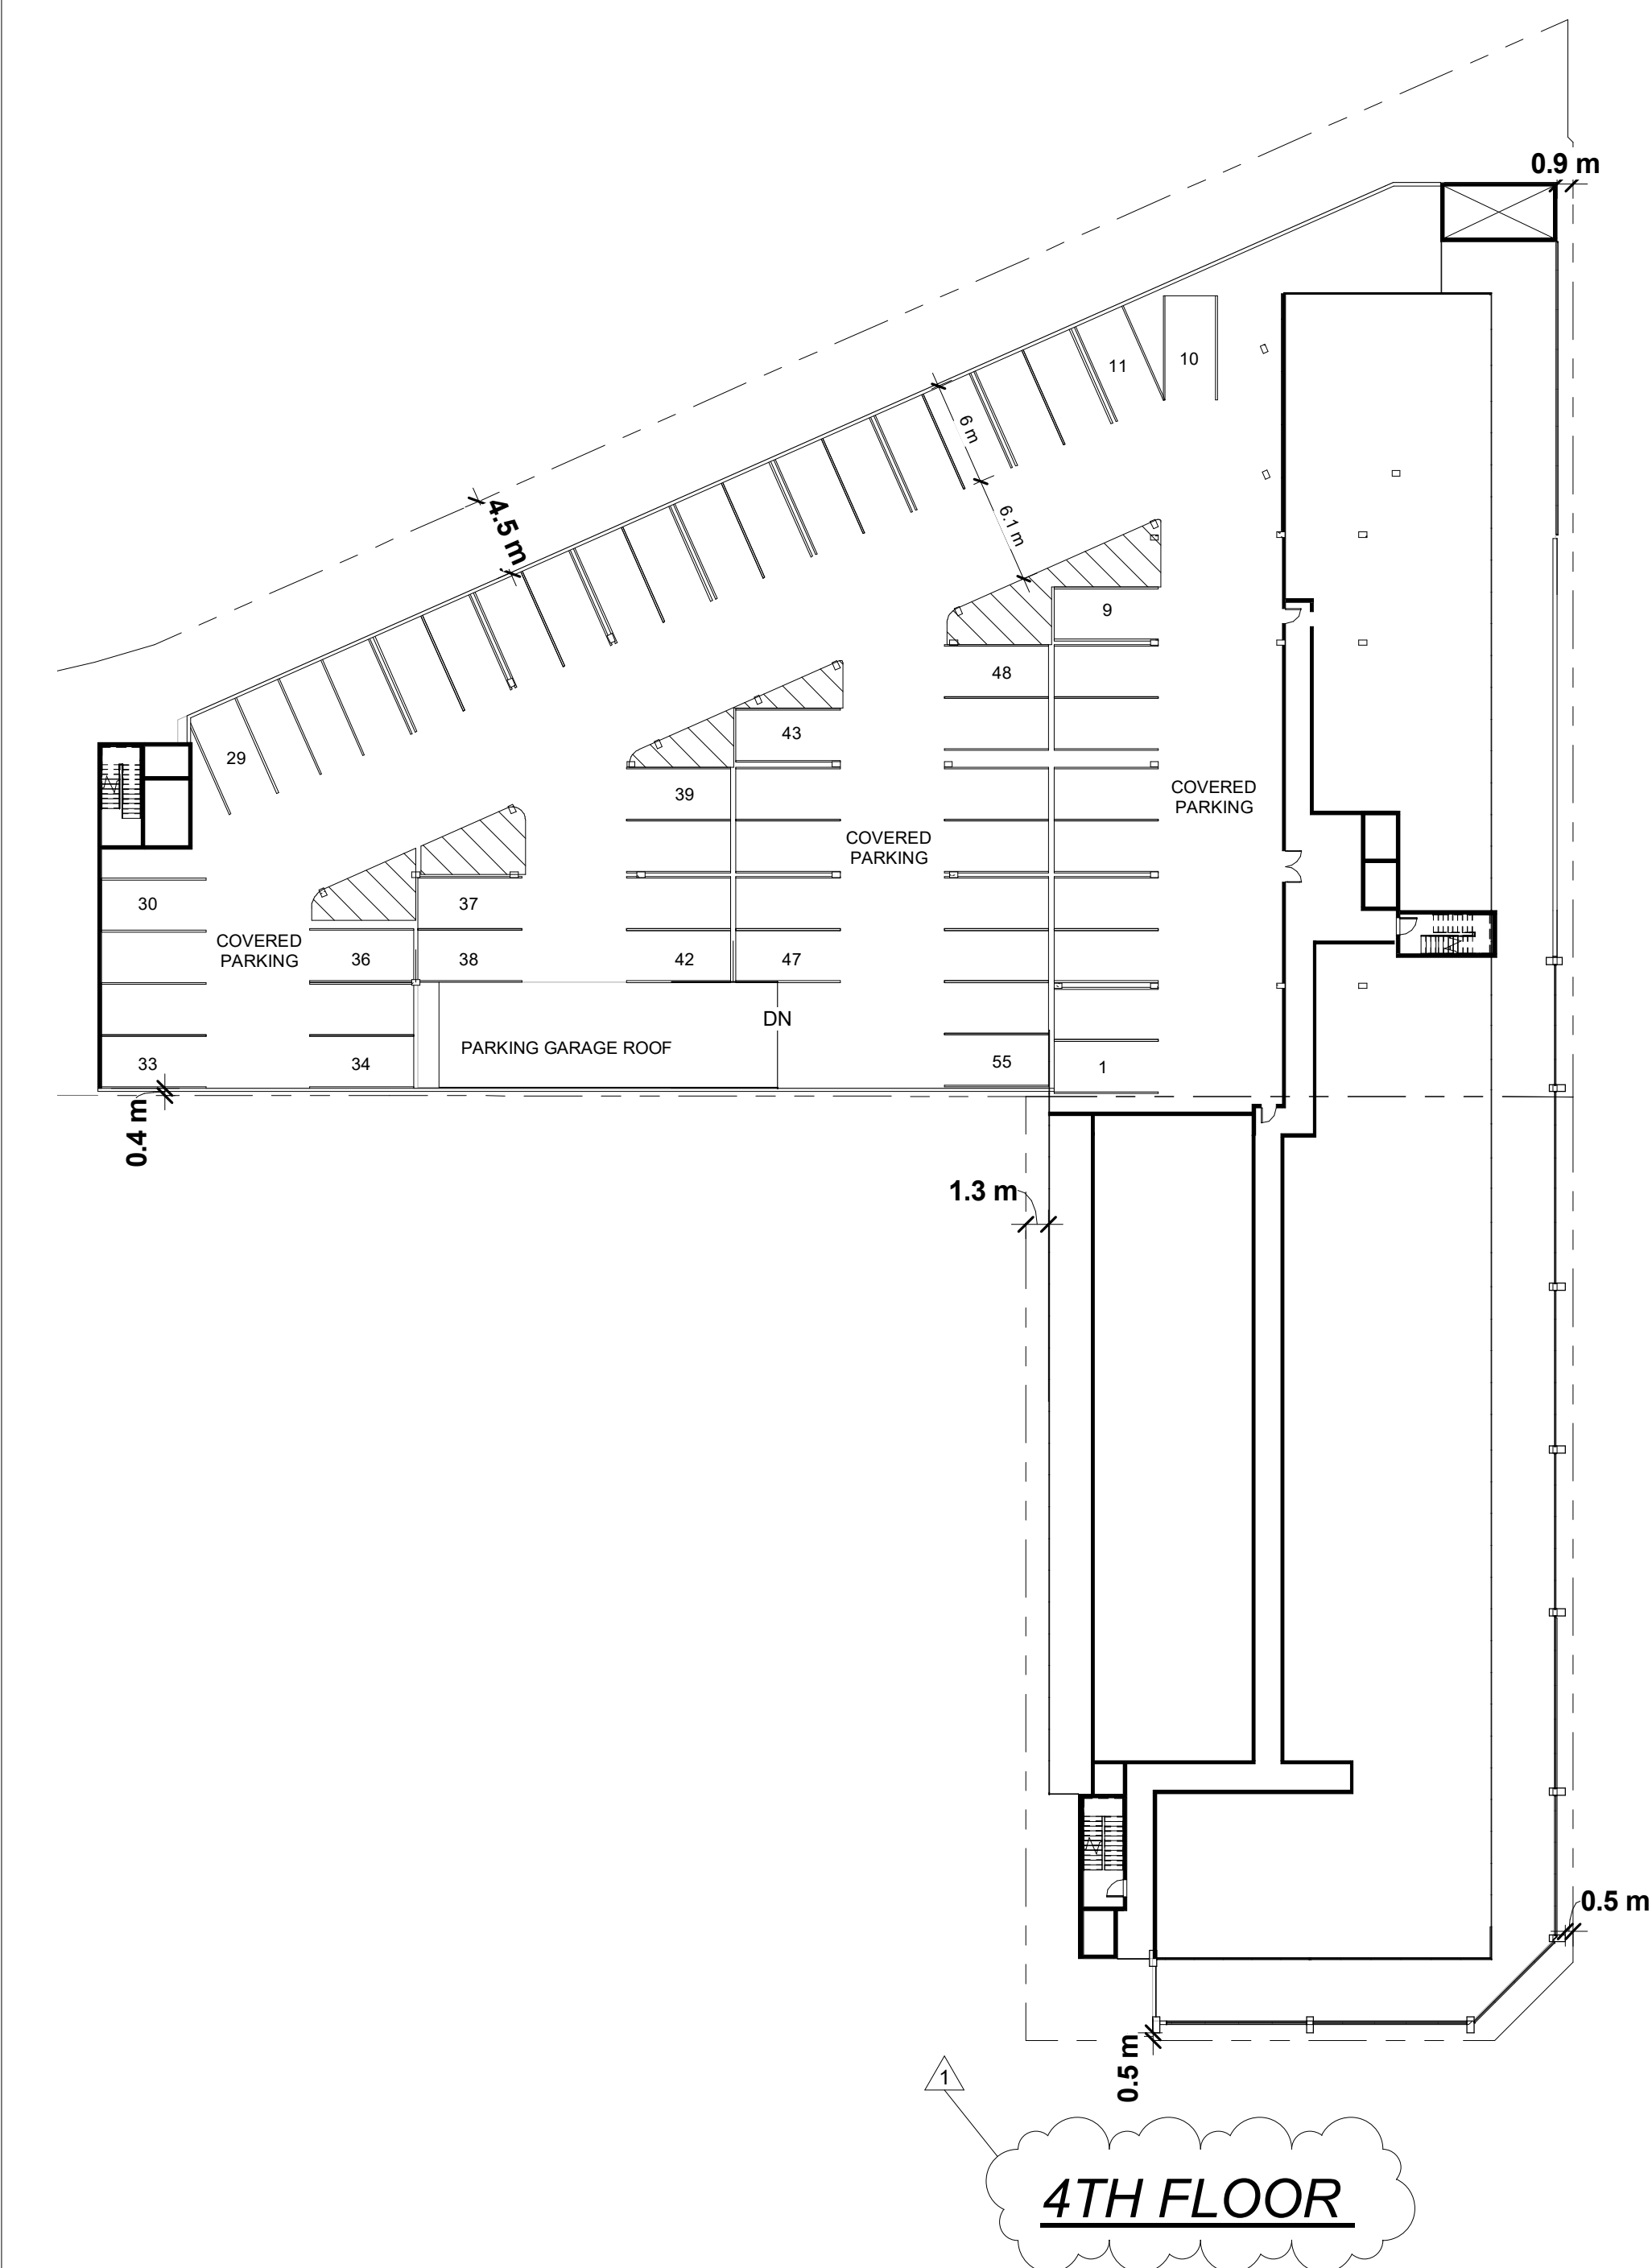 0.9 m
11
10
6 m
4.5 m
6.1 m
9
48
43
29
39
COVERED
PARKING
COVERED
PARKING
30
37
COVERED
PARKING
36
38
42
47
DN
PARKING GARAGE ROOF
33
34
55
1
0.4 m
1.3 m
0.5 m
0.5 m
1
4TH FLOOR